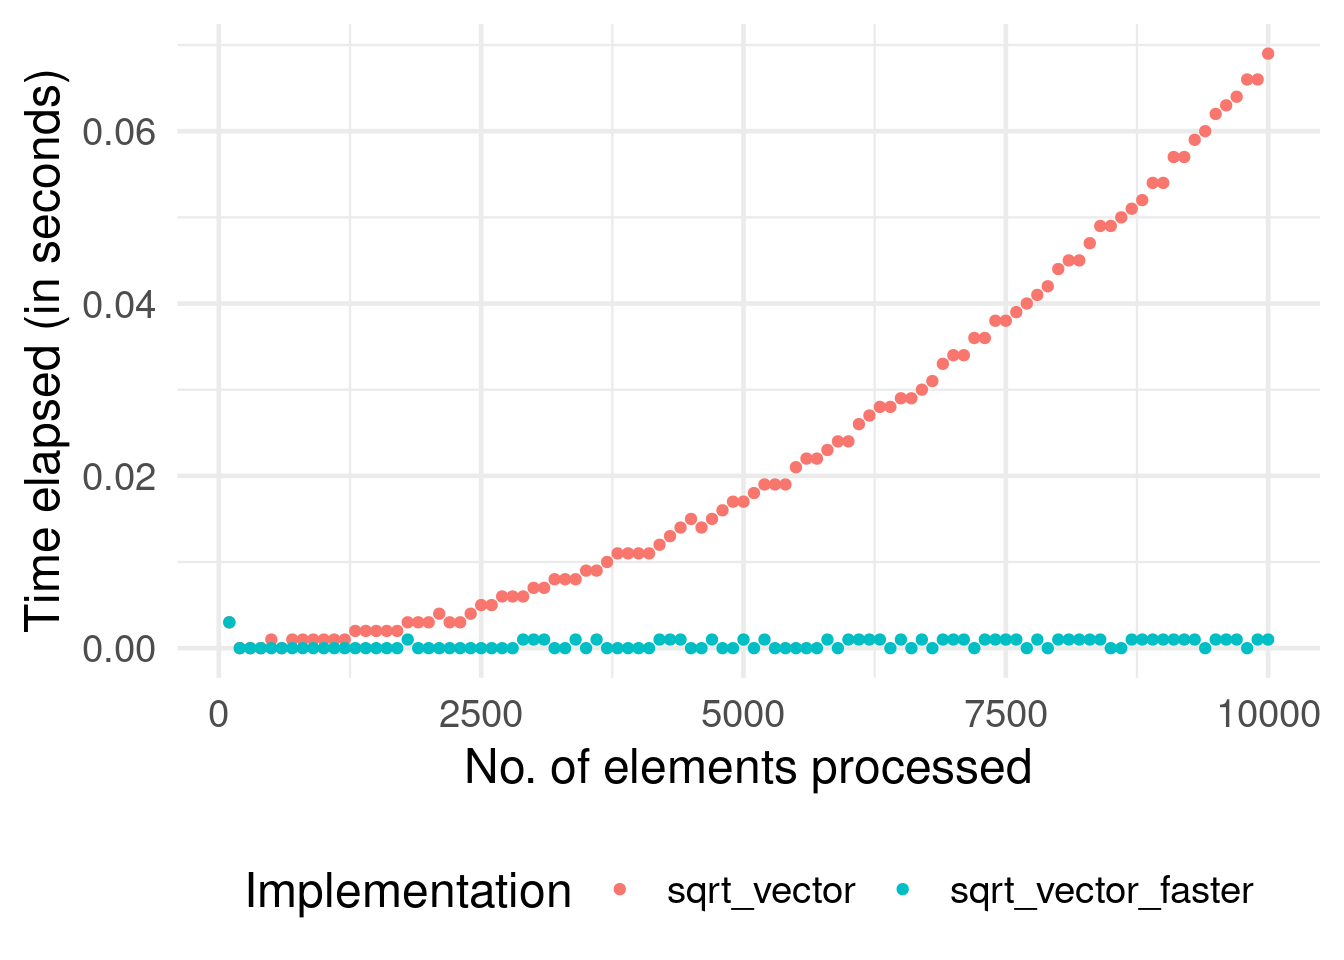 Time elapsed (in seconds)
0.06
0.04
0.02
0.00
0 2500 5000 7500 10000
No. of elements processed
Implementation sqrt_vector sqrt_vector_faster